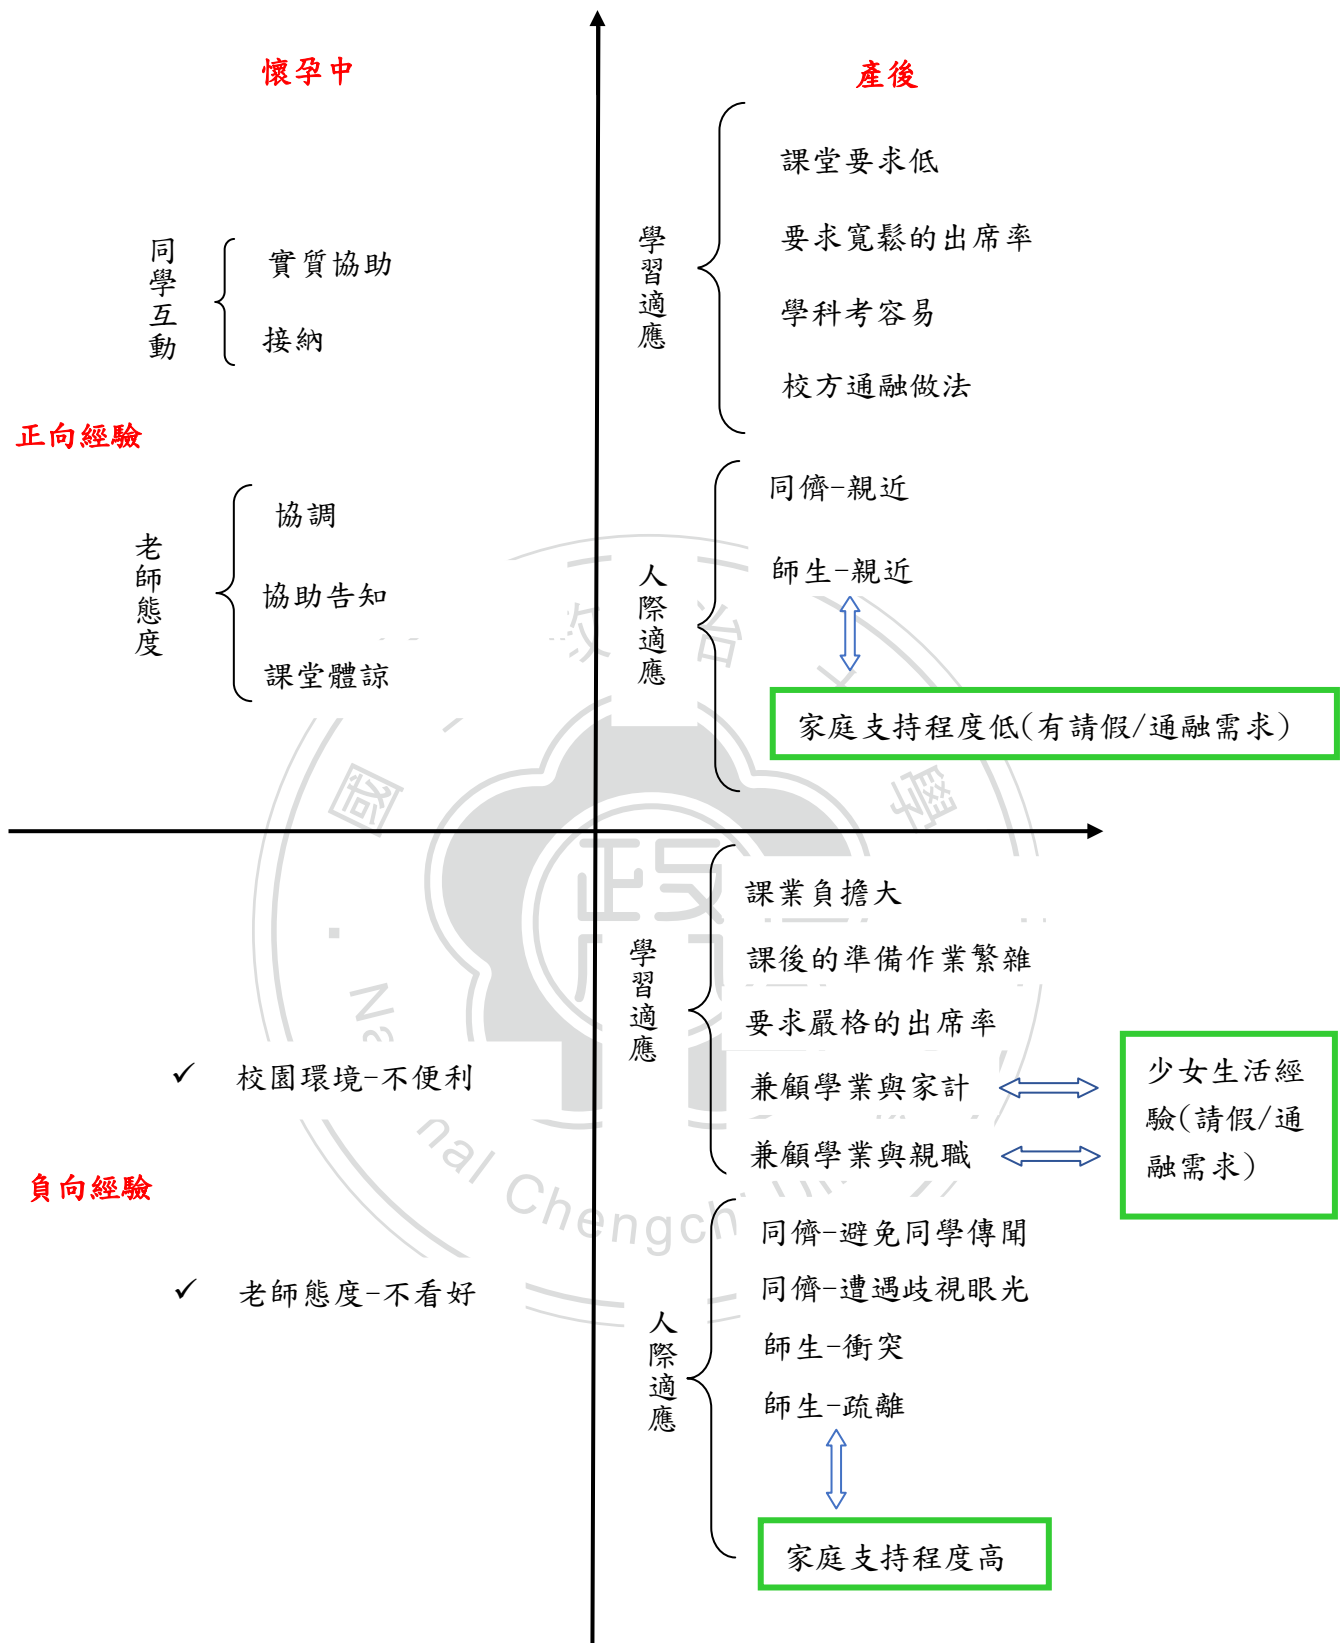 懷孕中
產後
同學互動
實質協助
接納
學習適應
課堂要求低
要求寬鬆的出席率
學科考容易
校方通融做法
正向經驗
老師態度
協調
協助告知
課堂體諒
人際適應
同儕-親近
師生-親近
家庭支持程度低(有請假/通融需求)
學習適應
課業負擔大
課後的準備作業繁雜
要求嚴格的出席率
兼顧學業與家計
兼顧學業與親職
少女生活經
驗(請假/通
融需求)
✓ 校園環境-不便利
負向經驗
✓ 老師態度-不看好
人際適應
同儕-避免同學傳聞
同儕-遭遇歧視眼光
師生-衝突
師生-疏離
家庭支持程度高
國
治
學
政
nal Chengch